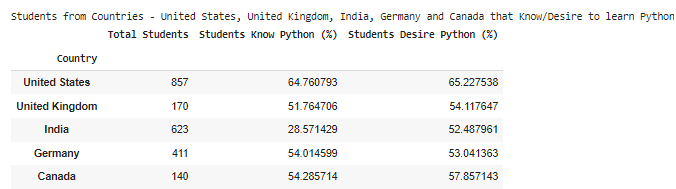 Students from Countries - United States, United Kingdom, India, Germany and Canada that Know/Desire to learn Python
Total Students Students Know Python (%) Students Desire Python (%)
Country
United States 857 64.760793 65.227538
United Kingdom 170 51.764706 54.117647
India 623 28.571429 52.487961
Germany 411 54.014599 53.041363
Canada 140 54.285714 57.857143